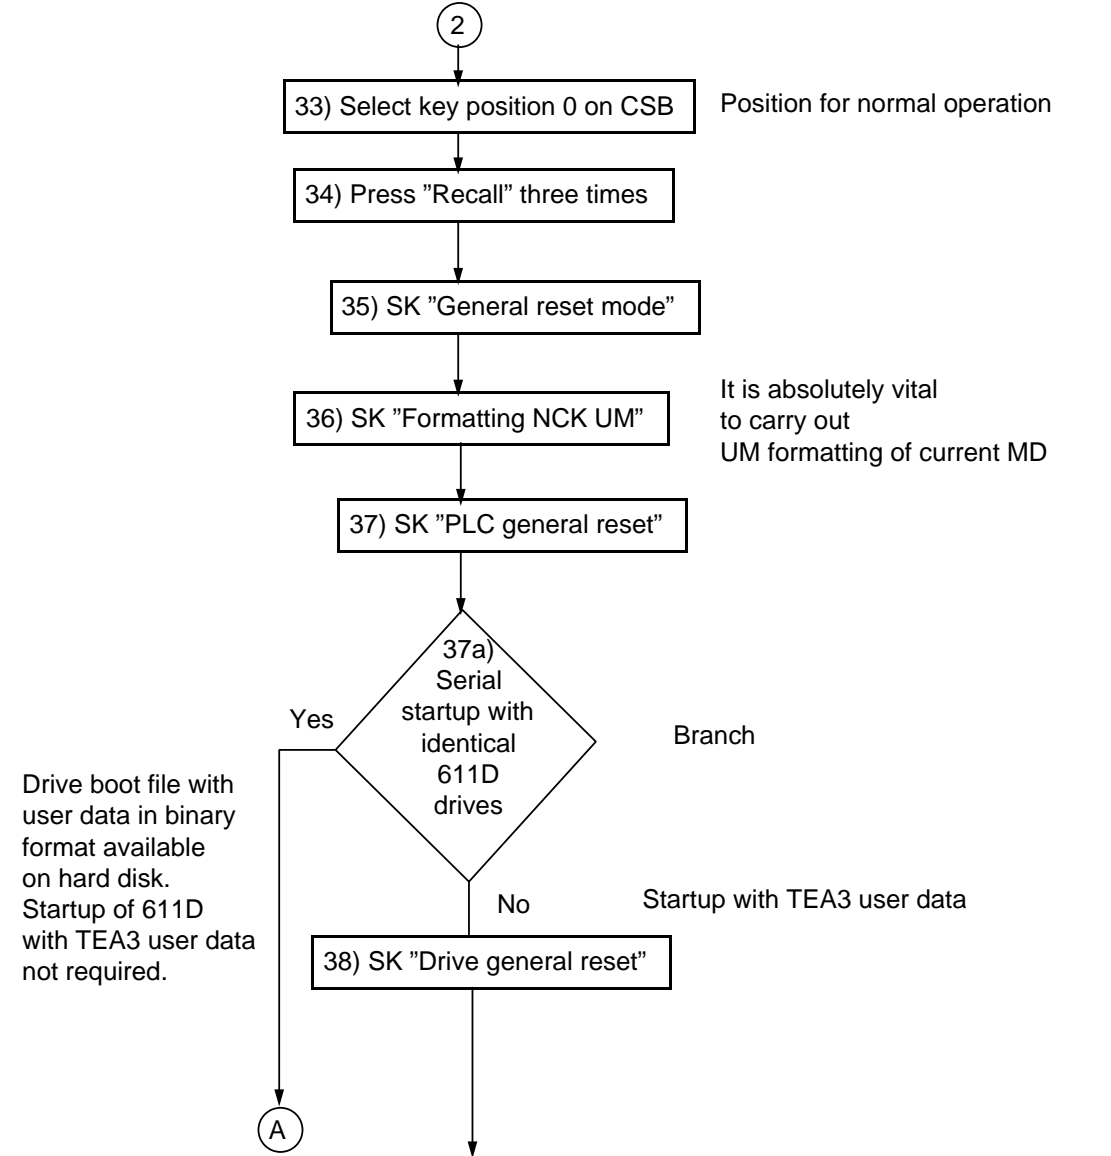 2
33) Select key position 0 on CSB
Position for normal operation
34) Press ”Recall” three times
35) SK ”General reset mode”
36) SK ”Formatting NCK UM”
It is absolutely vital
to carry out
UM formatting of current MD
37) SK ”PLC general reset”
37a)
Serial
startup with
identical
611D
drives
Yes
Branch
Drive boot file with
user data in binary
format available
on hard disk.
Startup of 611D
with TEA3 user data
not required.
No
Startup with TEA3 user data
38) SK ”Drive general reset”
A